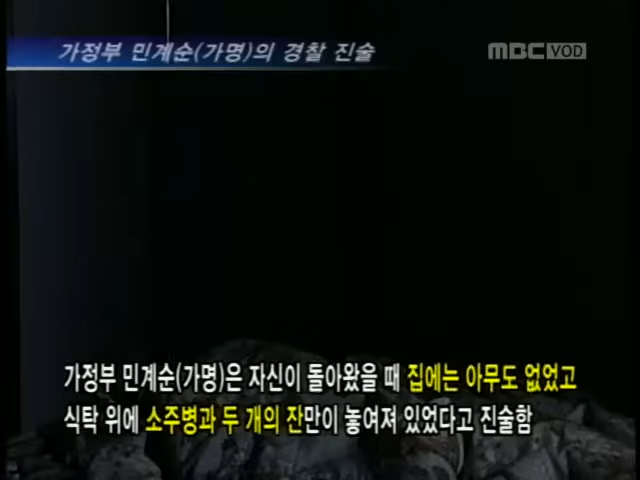 가정부 민계순(가명)의 경찰 진술
MBC VOD
가정부 민계순(가명)은 자신이 돌아왔을 때 집에는 아무도 없었고
식탁 위에 소주병과 두 개의 잔만이 놓여져 있었다고 진술함